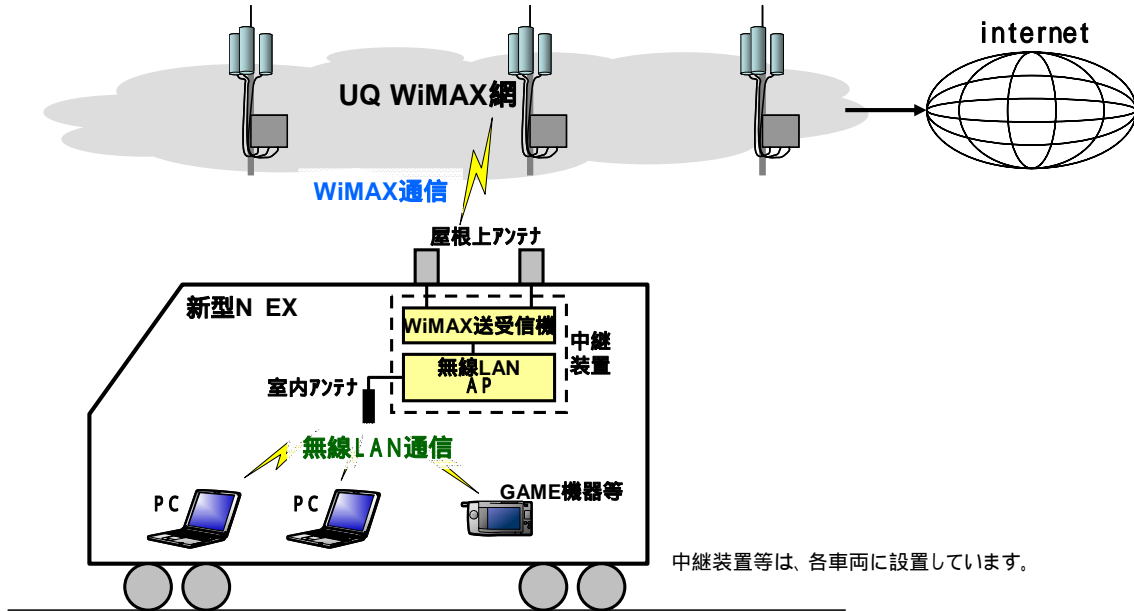 internet
UQ WiMAX網
WiMAX通信
屋根上アンテナ
新型N EX
WiMAX送受信機
中継
装置
無線LAN
AP
室内アンテナ
無線LAN通信
PC
PC
GAME機器等
中継装置等は、各車両に設置しています。